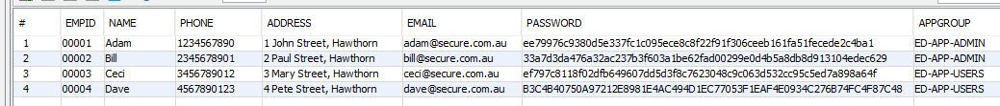 # EMPID NAME PHONE ADDRESS EMAIL PASSWORD APPGROUP
1 00001 Adam 1234567890 1 John Street, Hawthorn adam@secure.com.au ee79976c9380d5e337fc1c095ece8c8f22f91f306ceeb161fa51fecede2c4ba1 ED-APP-ADMIN
2 00002 Bill 2345678901 2 Paul Street, Hawthorn bill@secure.com.au 33a7d3da476a32ac237b3f603a1be62fad00299e0d4b5a8db8d913104edec629 ED-APP-ADMIN
3 00003 Ceci 3456789012 3 Mary Street, Hawthorn ceci@secure.com.au ef797c8118f02dfb649607dd5d3f8c7623048c9c063d532cc95c5ed7a898a64f ED-APP-USERS
4 00004 Dave 4567890123 4 Pete Street, Hawthorn dave@secure.com.au B3C4B40750A97212E8981E4AC494D1EC77053F1EAF4E0934C276B74FC4F87C48 ED-APP-USERS